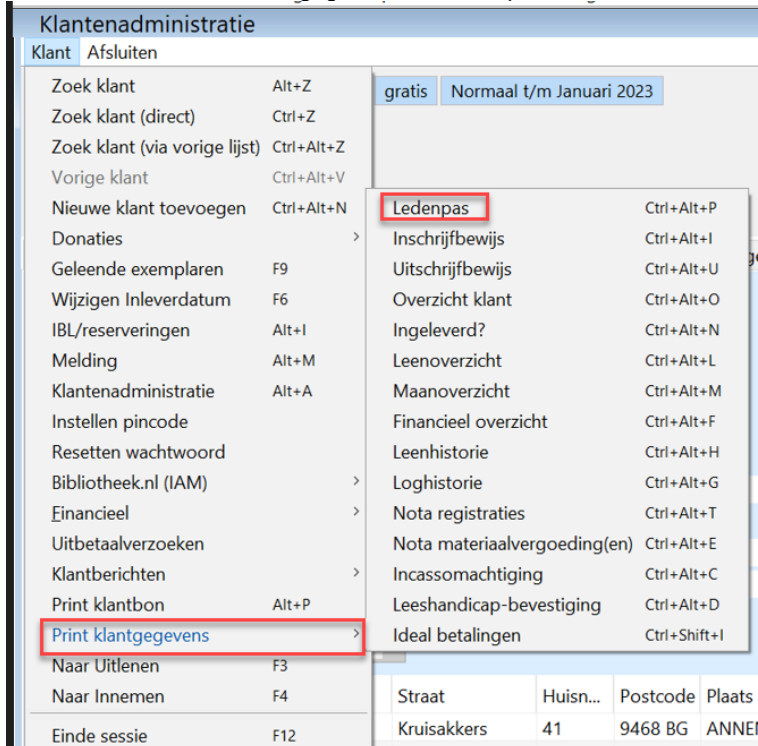 Klantenadministratie
Klant Afsluiten
gratis Normaal t/m Januari 2023
Zoek klant Alt+Z
Zoek klant (direct) Ctrl+Z
Zoek klant (via vorige lijst) Ctrl+Alt+Z
Vorige klant Ctrl+Alt+V
Nieuwe klant toevoegen Ctrl+Alt+N
Donaties >
Geleende exemplaren F9
Wijzigen Inleverdatum F6
IBL/reserveringen Alt+I
Melding Alt+M
Klantenadministratie Alt+A
Instellen pincode
Resetten wachtwoord
Bibliotheek.nl (IAM) >
Financieel >
Uitbetaalverzoeken
Klantberichten >
Print klantbon Alt+P
Print klantgegevens >
Naar Uitlenen F3
Naar Innemen F4
Einde sessie F12
Ledenpas Ctrl+Alt+P
Inschrijfbewijs Ctrl+Alt+I
Uitschrijfbewijs Ctrl+Alt+U
Overzicht klant Ctrl+Alt+O
Ingeleverd? Ctrl+Alt+N
Leenoverzicht Ctrl+Alt+L
Maanoverzicht Ctrl+Alt+M
Financieel overzicht Ctrl+Alt+F
Leenhistorie Ctrl+Alt+H
Loghistorie Ctrl+Alt+G
Nota registraties Ctrl+Alt+T
Nota materiaalvergoeding(en) Ctrl+Alt+E
Incassomachtiging Ctrl+Alt+C
Leeshandicap-bevestiging Ctrl+Alt+D
Ideal betalingen Ctrl+Shift+I
Straat Huisn... Postcode Plaats
Kruisakkers 41 9468 BG